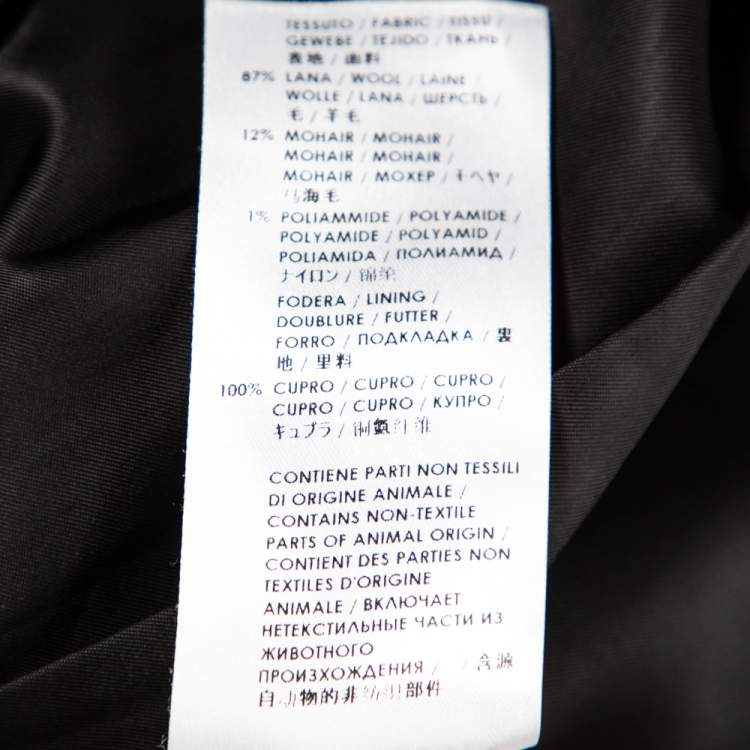 TESSUTO / FABRIC / TISSU /
GEWEBE / TEJIDO / ТКАНЬ /
表地 / 面料
87% LANA / WOOL / LAINE /
WOLLE / LANA / ШЕРСТЬ /
毛 / 羊毛
12% MOHAIR / MOHAIR /
MOHAIR / MOHAIR /
MOHAIR / МОХЕР / モヘヤ /
马海毛
1% POLIAMMIDE / POLYAMIDE /
POLYAMIDE / POLYAMID /
POLIAMIDA / ПОЛИАМИД /
ナイロン / 锦纶
FODERA / LINING /
DOUBLURE / FUTTER /
FORRO / ПОДКЛАДКА / 裏
地 / 里料
100% CUPRO / CUPRO / CUPRO /
CUPRO / CUPRO / КУПРО /
キュプラ / 铜氨纤维
CONTIENE PARTI NON TESSILI
DI ORIGINE ANIMALE /
CONTAINS NON-TEXTILE
PARTS OF ANIMAL ORIGIN /
CONTIENT DES PARTIES NON
TEXTILES D'ORIGINE
ANIMALE / ВКЛЮЧАЕТ
НЕТЕКСТИЛЬНЫЕ ЧАСТИ ИЗ
ЖИВОТНОГО
ПРОИЗХОЖДЕНИЯ / 含源
自动物的非纺织部件